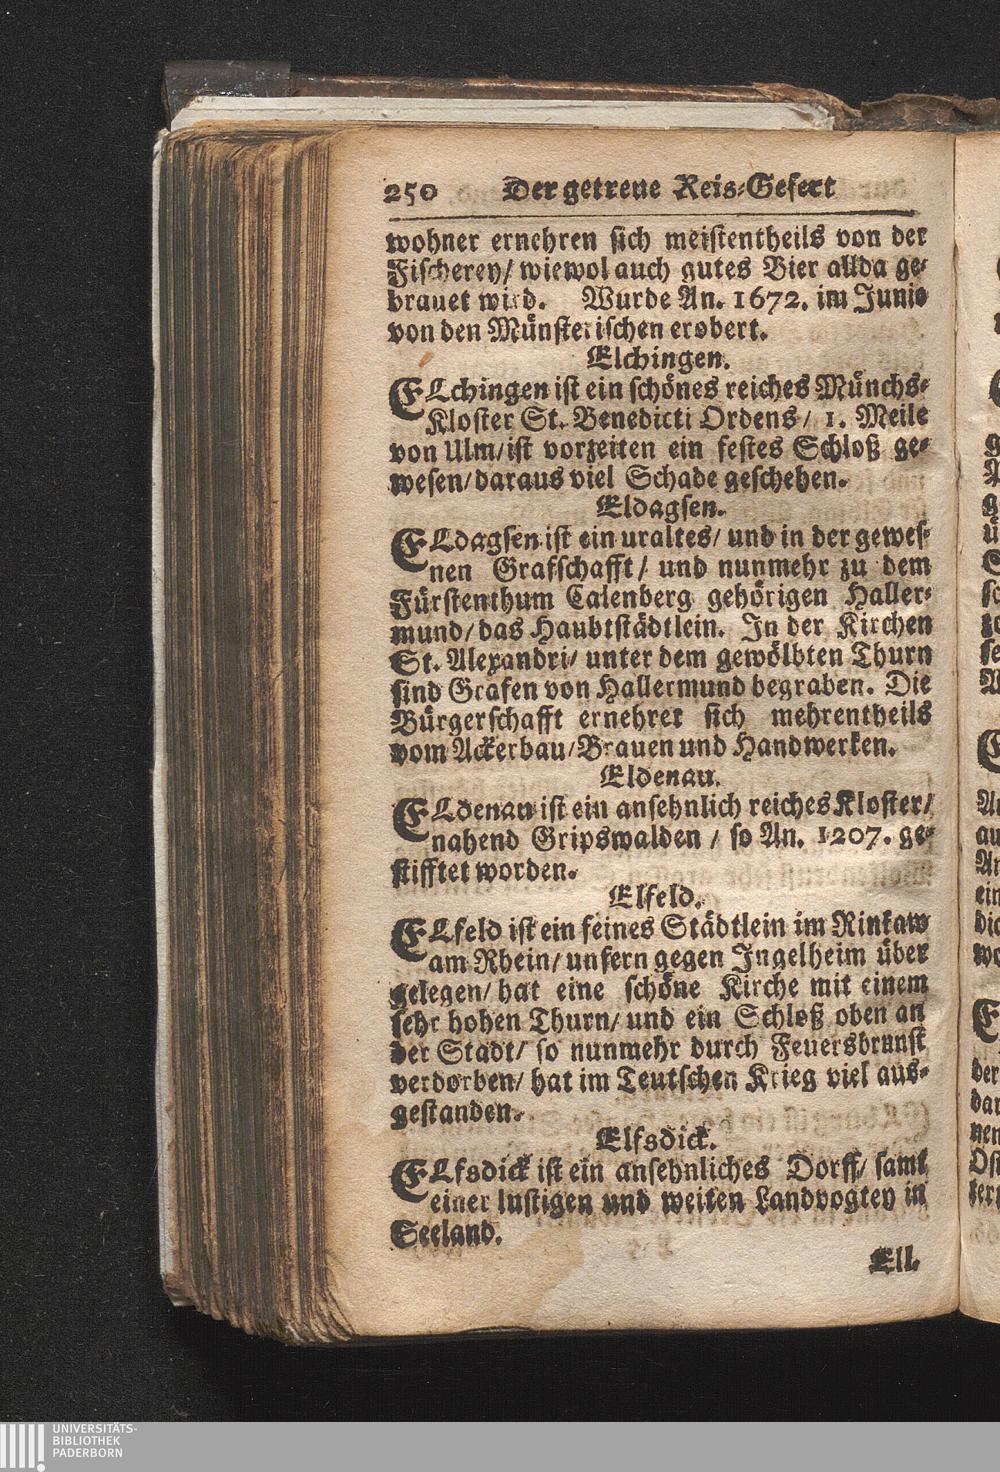 250 Der getreue Reis-Gefert
wohner ernehren sich meistentheils von der
Fischerey/ wiewol auch gutes Bier allda ge-
brauet wird. Wurde An. 1672. im Junio
von den Münsterischen erobert.
Elchingen.
ELchingen ist ein schönes reiches Münchs-
Kloster St. Benedicti Ordens/ 1. Meile
von Ulm/ ist vorzeiten ein festes Schloß ge-
wesen/ daraus viel Schade geschehen.
Eldagsen.
ELdagsen ist ein uraltes/ und in der gewes-
nen Grafschafft/ und nunmehr zu dem
Fürstenthum Calenberg gehörigen Haller-
mund/ das Haubtstädtlein. In der Kirchen
St. Alexandri/ unter dem gewölbten Thurn
sind Grafen von Hallermund begraben. Die
Bürgerschafft ernehret sich mehrentheils
vom Ackerbau/ Brauen und Handwerken.
Eldenau.
ELdenau ist ein ansehnlich reiches Kloster/
nahend Gripswalden / so An. 1207. ge-
stifftet worden.
Elfeld.
ELfeld ist ein feines Städtlein im Rinkaw
am Rhein/ unfern gegen Ingelheim über
gelegen/ hat eine schöne Kirche mit einem
sehr hohen Thurn/ und ein Schloß oben an
der Stadt/ so nunmehr durch Feuersbrunst
verdorben/ hat im Teutschen Krieg viel aus-
gestanden.
Elfsdick.
ELfsdick ist ein ansehnliches Dorff/ samt
einer lustigen und weiten Landvogtey in
Seeland.
Ell.
UNIVERSITÄTS-
BIBLIOTHEK
PADERBORN